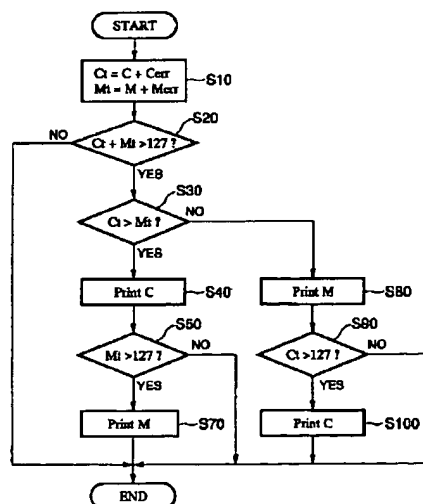 START
Ct = C + Cerr
Mt = M + Merr
S10
S20
NO
Ct + Mt >127 ?
YES
S30
Ct > Mt ?
NO
YES
Print C
S40
Print M
S80
S50
Mt >127 ?
NO
YES
S90
Ct >127 ?
NO
YES
Print M
S70
Print C
S100
END